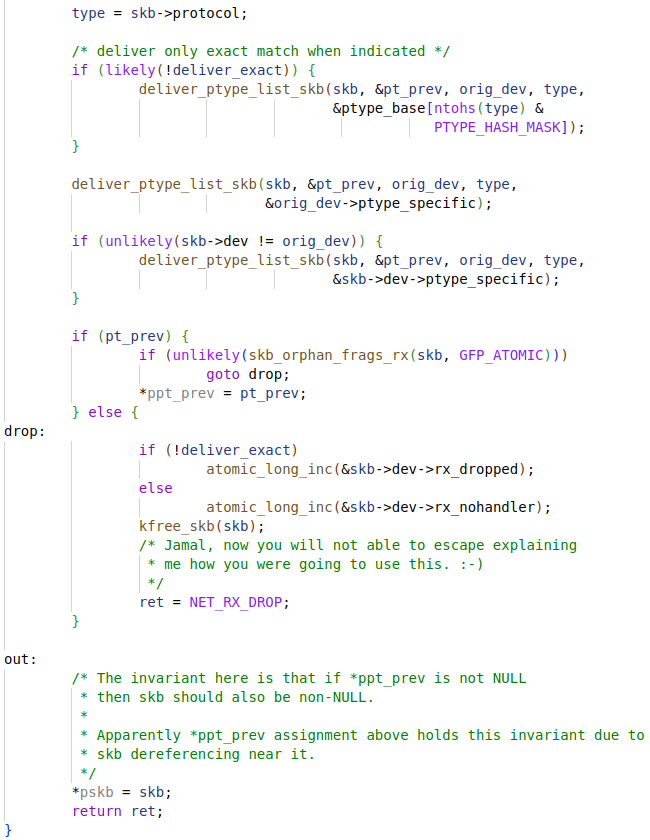 type = skb->protocol;
/* deliver only exact match when indicated */
if (likely(!deliver_exact)) {
deliver_ptype_list_skb(skb, &pt_prev, orig_dev, type,
&ptype_base[ntohs(type) &
PTYPE_HASH_MASK]);
}
deliver_ptype_list_skb(skb, &pt_prev, orig_dev, type,
&orig_dev->ptype_specific);
if (unlikely(skb->dev != orig_dev)) {
deliver_ptype_list_skb(skb, &pt_prev, orig_dev, type,
&skb->dev->ptype_specific);
}
if (pt_prev) {
if (unlikely(skb_orphan_frags_rx(skb, GFP_ATOMIC)))
goto drop;
*ppt_prev = pt_prev;
} else {
drop:
if (!deliver_exact)
atomic_long_inc(&skb->dev->rx_dropped);
else
atomic_long_inc(&skb->dev->rx_nohandler);
kfree_skb(skb);
/* Jamal, now you will not able to escape explaining
* me how you were going to use this. :-)
*/
ret = NET_RX_DROP;
}
out:
/* The invariant here is that if *ppt_prev is not NULL
* then skb should also be non-NULL.
*
* Apparently *ppt_prev assignment above holds this invariant due to
* skb dereferencing near it.
*/
*pskb = skb;
return ret;
}